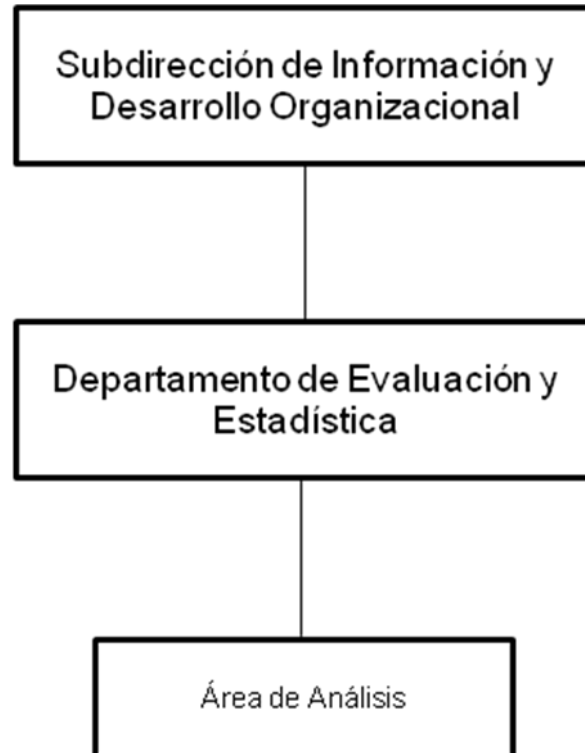 Subdirección de Información y
Desarrollo Organizacional
Departamento de Evaluación y
Estadística
Área de Análisis